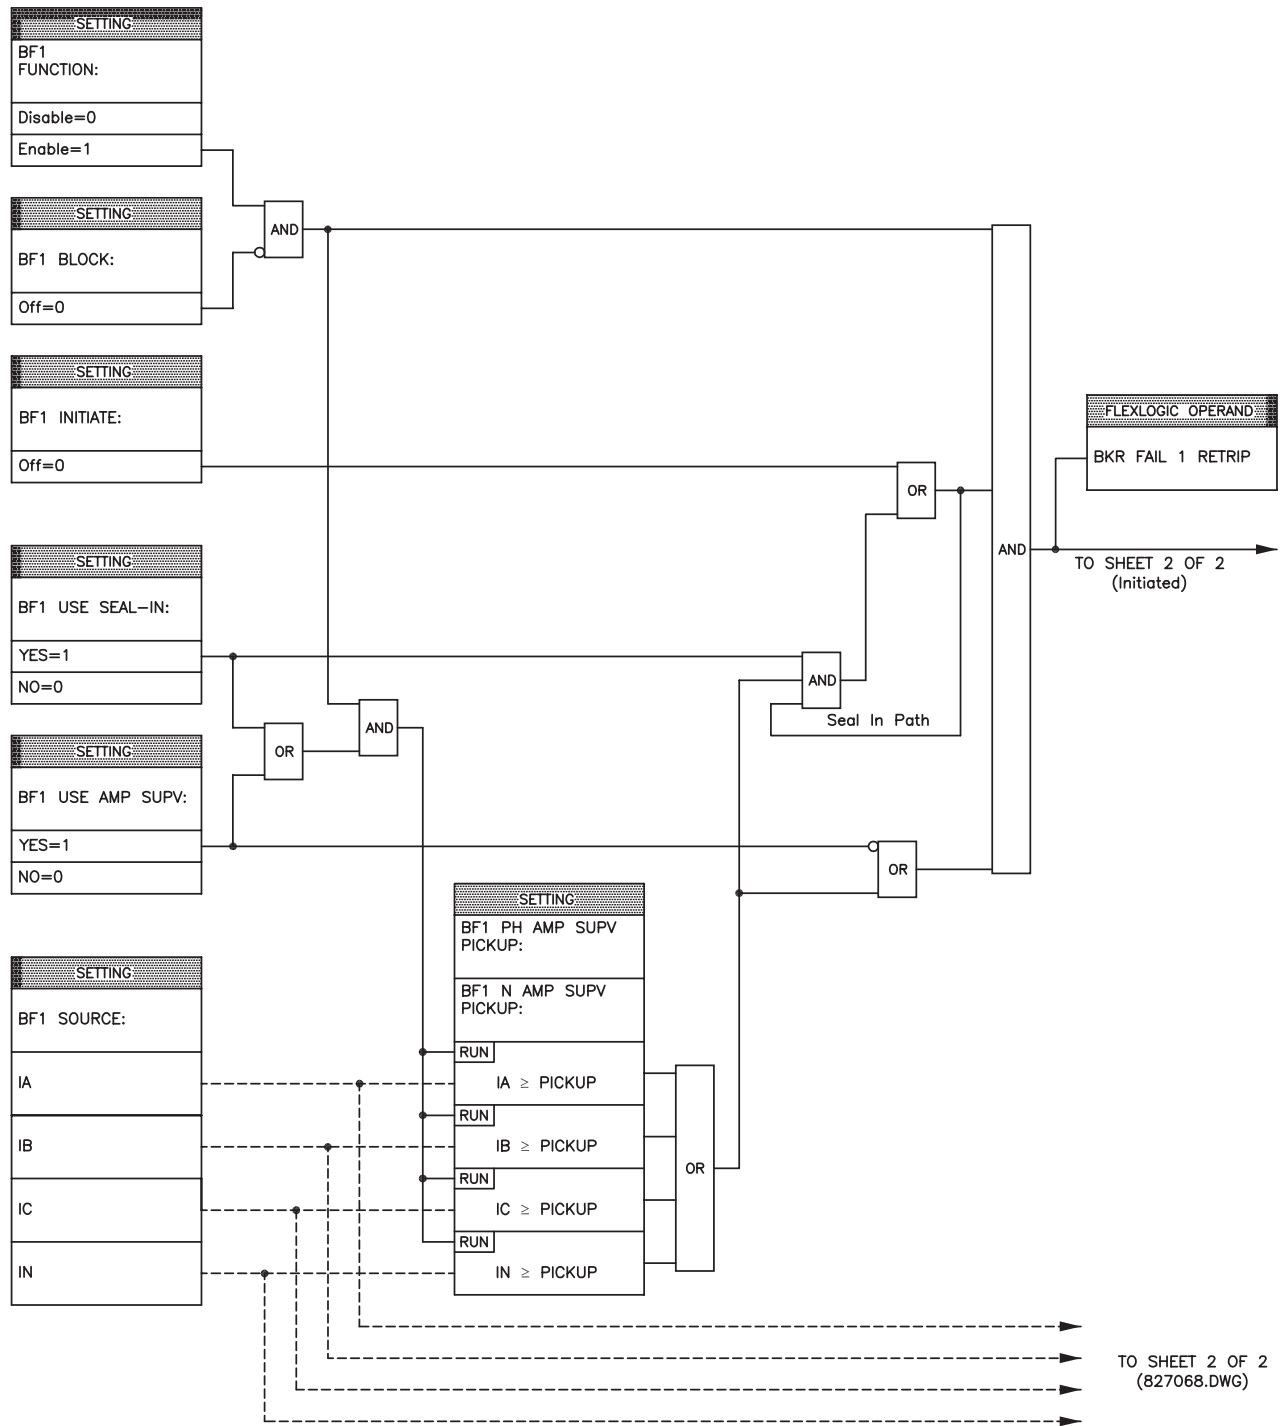 SETTING
BF1
FUNCTION:
Disable=0
Enable=1
SETTING
BF1 BLOCK:
Off=0
AND
SETTING
BF1 INITIATE:
Off=0
OR
FLEXLOGIC OPERAND
BKR FAIL 1 RETRIP
AND
TO SHEET 2 OF 2
(Initiated)
SETTING
BF1 USE SEAL-IN:
YES=1
NO=0
AND
Seal In Path
OR
AND
SETTING
BF1 USE AMP SUPV:
YES=1
NO=0
OR
SETTING
BF1 PH AMP SUPV
PICKUP:
BF1 N AMP SUPV
PICKUP:
RUN
IA ≥ PICKUP
RUN
IB ≥ PICKUP
RUN
IC ≥ PICKUP
RUN
IN ≥ PICKUP
OR
SETTING
BF1 SOURCE:
IA
IB
IC
IN
TO SHEET 2 OF 2
(827068.DWG)